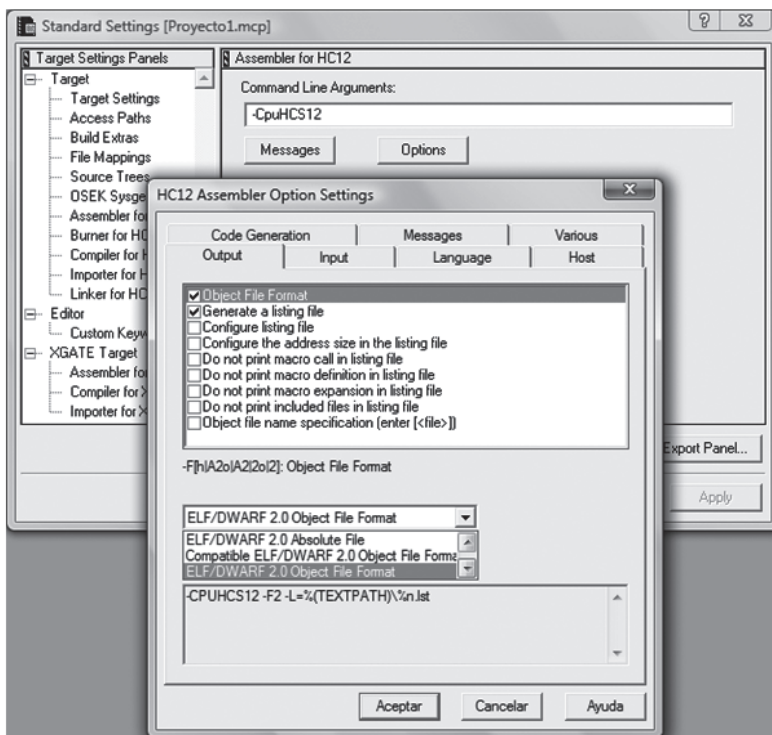 Standard Settings [Proyecto1.mcp]
Target Settings Panels
Target
Target Settings
Access Paths
Build Extras
File Mappings
Source Trees
OSEK Sysge
Assembler fo
Burner for HC
Compiler for H
Importer for H
Linker for HC
Editor
Custom Keyw
XGATE Target
Assembler fo
Compiler for X
Importer for X
Assembler for HC12
Command Line Arguments:
-CpuHCS12
Messages
Options
Export Panel...
Apply
HC12 Assembler Option Settings
Code Generation
Messages
Various
Output
Input
Language
Host
Object File Format
Generate a listing file
Configure listing file
Configure the address size in the listing file
Do not print macro call in listing file
Do not print macro definition in listing file
Do not print macro expansion in listing file
Do not print included files in listing file
Object file name specification (enter [<file>])
-F[h|A2o|A2|2o|2]: Object File Format
ELF/DWARF 2.0 Object File Format
ELF/DWARF 2.0 Absolute File
Compatible ELF/DWARF 2.0 Object File Forma
ELF/DWARF 2.0 Object File Format
-CPUHCS12 -F2 -L=%(TEXTPATH)\%n.lst
Aceptar
Cancelar
Ayuda